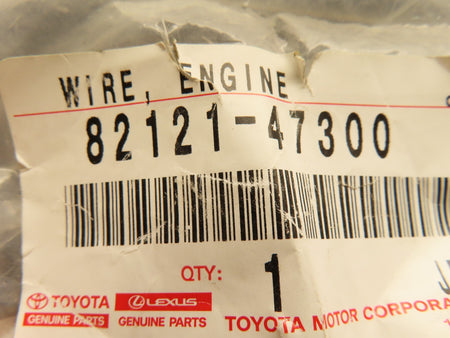 WIRE, ENGINE
82121-47300
QTY: 1
TOYOTA LEXUS
GENUINE PARTS GENUINE PARTS TOYOTA MOTOR CORPORA